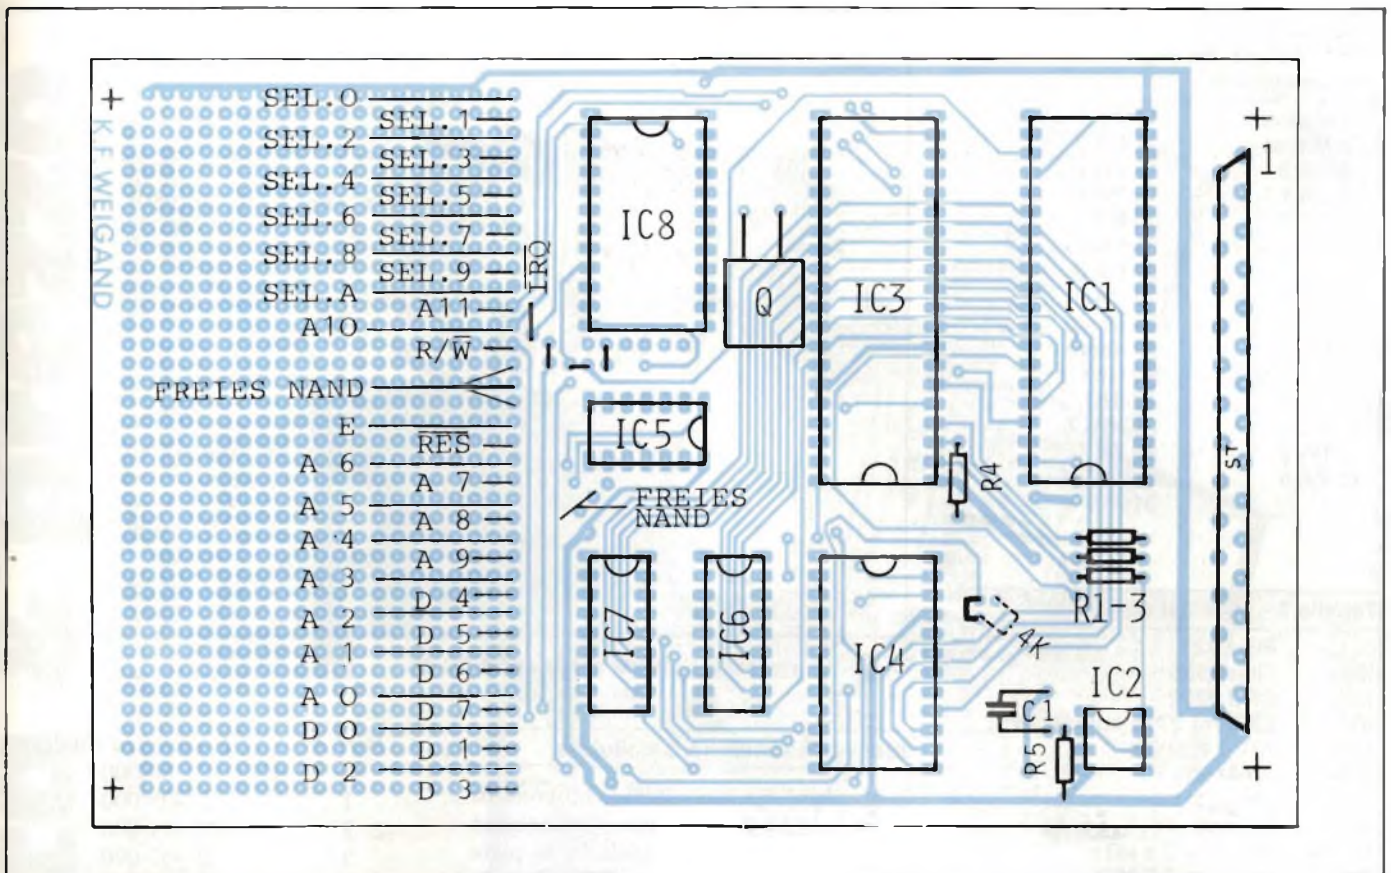 K.F. WEIGAND
SEL.0
SEL.1
SEL.2
SEL.3
SEL.4
SEL.5
SEL.6
SEL.7
SEL.8
SEL.9
SEL.A
A11
A10
R/W̅
FREIES NAND
E
R̅E̅S̅
A 6
A 7
A 5
A 8
A 4
A 9
A 3
D 4
A 2
D 5
A 1
D 6
A 0
D 7
D 0
D 1
D 2
D 3
I̅R̅Q̅
IC8
Q
IC3
IC1
1
IC5
FREIES
NAND
R4
ST
R1-3
IC7
IC6
IC4
4K
IC2
C1
R5